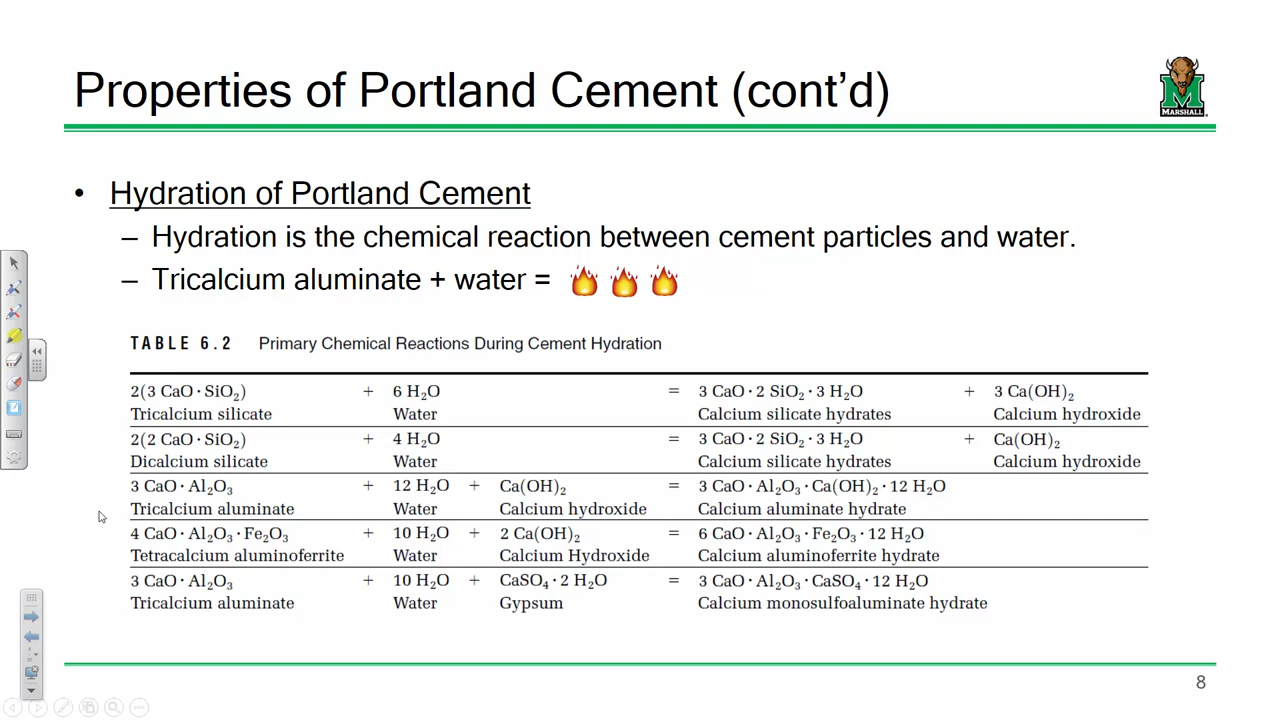 Properties of Portland Cement (cont’d)
MARSHALL
• Hydration of Portland Cement
– Hydration is the chemical reaction between cement particles and water.
– Tricalcium aluminate + water = 🔥 🔥 🔥
TABLE 6.2 Primary Chemical Reactions During Cement Hydration
2(3 CaO · SiO₂) + 6 H₂O = 3 CaO · 2 SiO₂ · 3 H₂O + 3 Ca(OH)₂
Tricalcium silicate Water Calcium silicate hydrates Calcium hydroxide
2(2 CaO · SiO₂) + 4 H₂O = 3 CaO · 2 SiO₂ · 3 H₂O + Ca(OH)₂
Dicalcium silicate Water Calcium silicate hydrates Calcium hydroxide
3 CaO · Al₂O₃ + 12 H₂O + Ca(OH)₂ = 3 CaO · Al₂O₃ · Ca(OH)₂ · 12 H₂O
Tricalcium aluminate Water Calcium hydroxide Calcium aluminate hydrate
4 CaO · Al₂O₃ · Fe₂O₃ + 10 H₂O + 2 Ca(OH)₂ = 6 CaO · Al₂O₃ · Fe₂O₃ · 12 H₂O
Tetracalcium aluminoferrite Water Calcium Hydroxide Calcium aluminoferrite hydrate
3 CaO · Al₂O₃ + 10 H₂O + CaSO₄ · 2 H₂O = 3 CaO · Al₂O₃ · CaSO₄ · 12 H₂O
Tricalcium aluminate Water Gypsum Calcium monosulfoaluminate hydrate
8